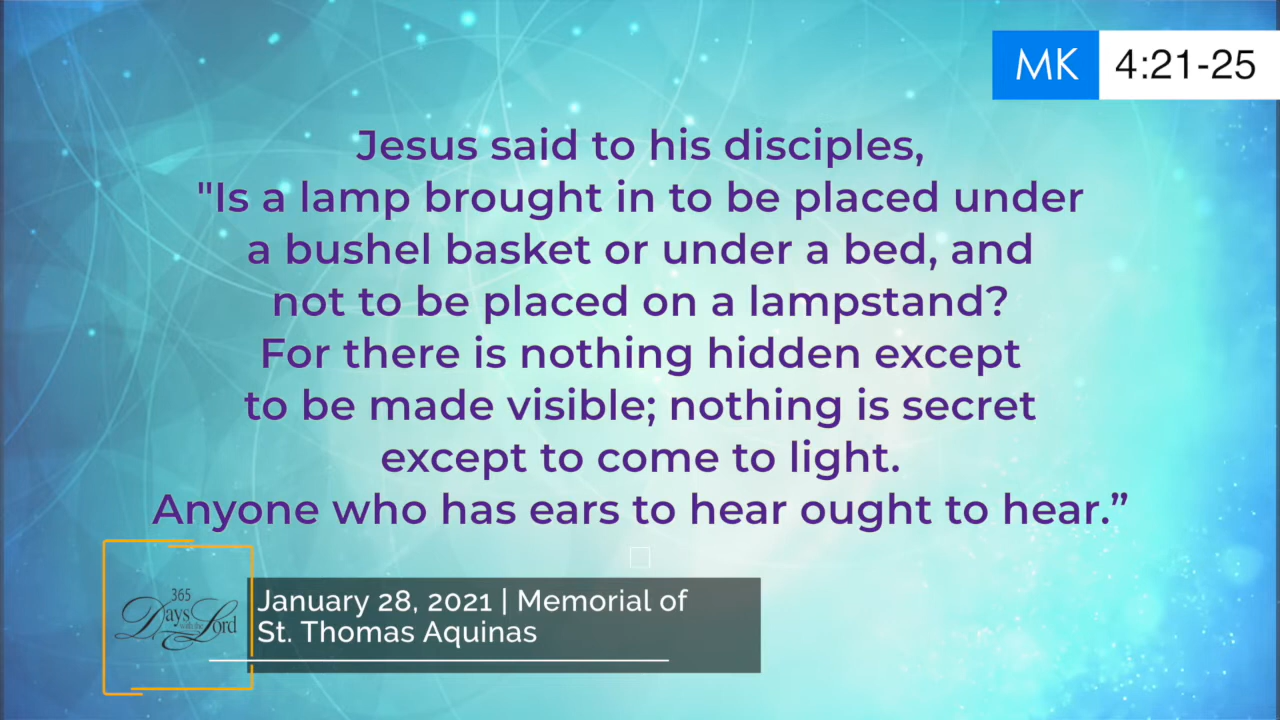 MK 4:21-25
Jesus said to his disciples,
"Is a lamp brought in to be placed under
a bushel basket or under a bed, and
not to be placed on a lampstand?
For there is nothing hidden except
to be made visible; nothing is secret
except to come to light.
Anyone who has ears to hear ought to hear.”
365
Days with the Lord
January 28, 2021 | Memorial of
St. Thomas Aquinas